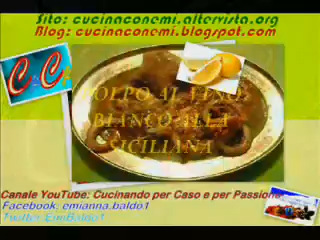 Sito: cucinaconemi.altervista.org
Blog: cucinaconemi.blogspot.com
POLPO AL VINO
BIANCO ALLA
SICILIANA
Canale YouTube: Cucinando per Caso e per Passione
Facebook: emianna.baldo1
Twitter EmiBaldo1